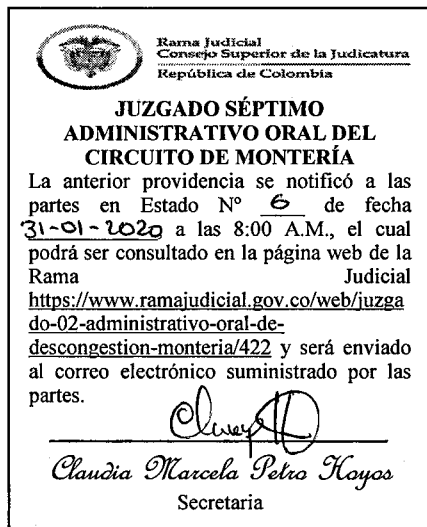 Rama Judicial
Consejo Superior de la Judicatura
República de Colombia
JUZGADO SÉPTIMO
ADMINISTRATIVO ORAL DEL
CIRCUITO DE MONTERÍA
La anterior providencia se notificó a las
partes en Estado Nº 6 de fecha
31-01-2020 a las 8:00 A.M., el cual
podrá ser consultado en la página web de la
Rama Judicial
https://www.ramajudicial.gov.co/web/juzga
do-02-administrativo-oral-de-
descongestion-monteria/422 y será enviado
al correo electrónico suministrado por las
partes.
Claudia Marcela Petro Hoyos
Secretaria